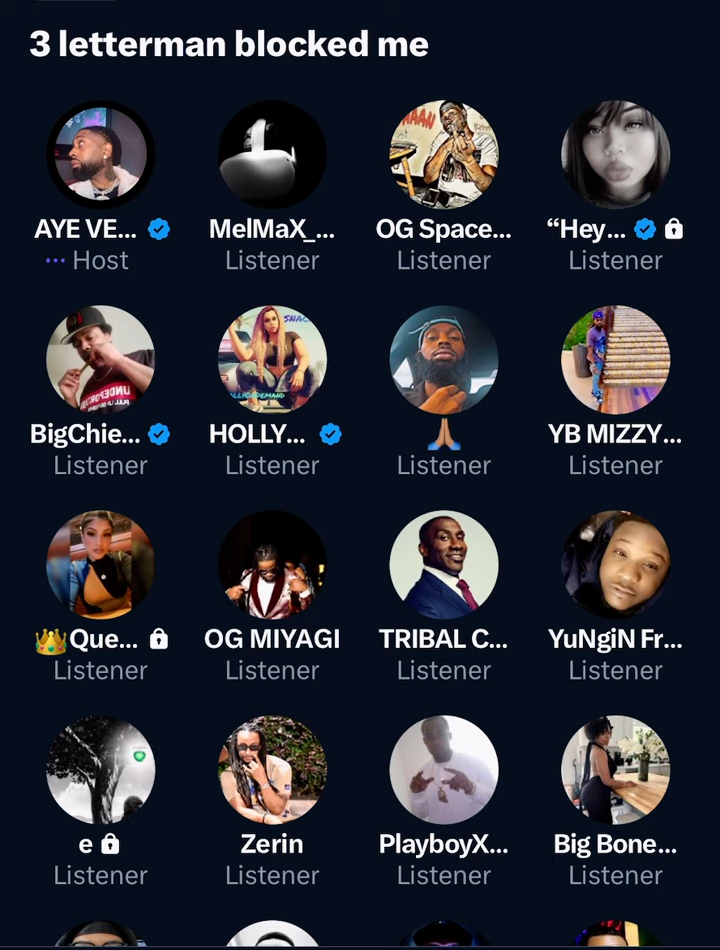 3 letterman blocked me
AYE VE... MelMaX_... OG Space... “Hey...
Host Listener Listener Listener
BigChie... HOLLY... 🙏🏽 YB MIZZY...
Listener Listener Listener Listener
👑Que... OG MIYAGI TRIBAL C... YuNgiN Fr...
Listener Listener Listener Listener
e Zerin PlayboyX... Big Bone...
Listener Listener Listener Listener